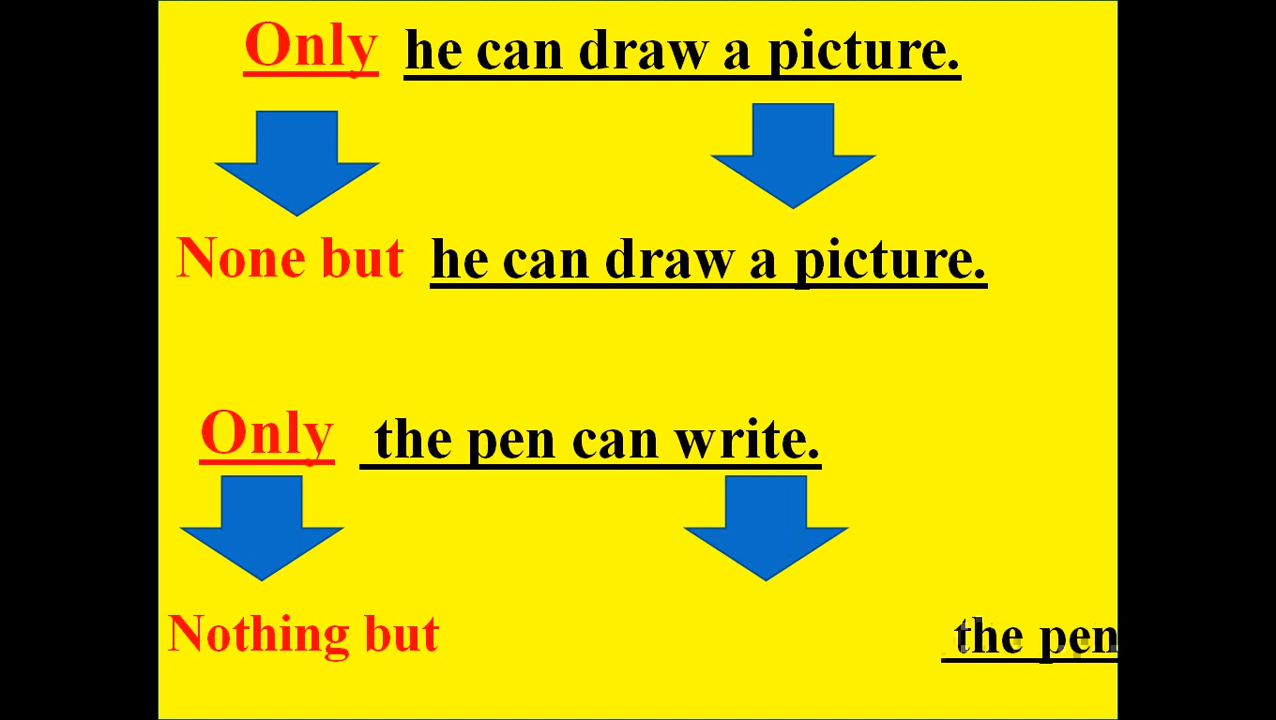 Only he can draw a picture.
None but he can draw a picture.
Only the pen can write.
Nothing but the pen